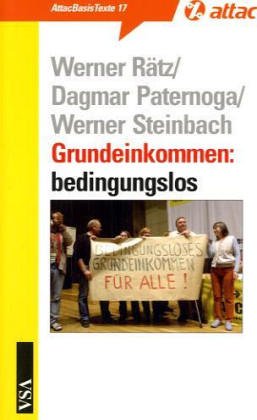 AttacBasisTexte 17
% attac
Werner Rätz/
Dagmar Paternoga/
Werner Steinbach
Grundeinkommen:
bedingungslos
BEDINGUNGSLOSES
GRUNDEINKOMMEN
FÜR ALLE!
VSA